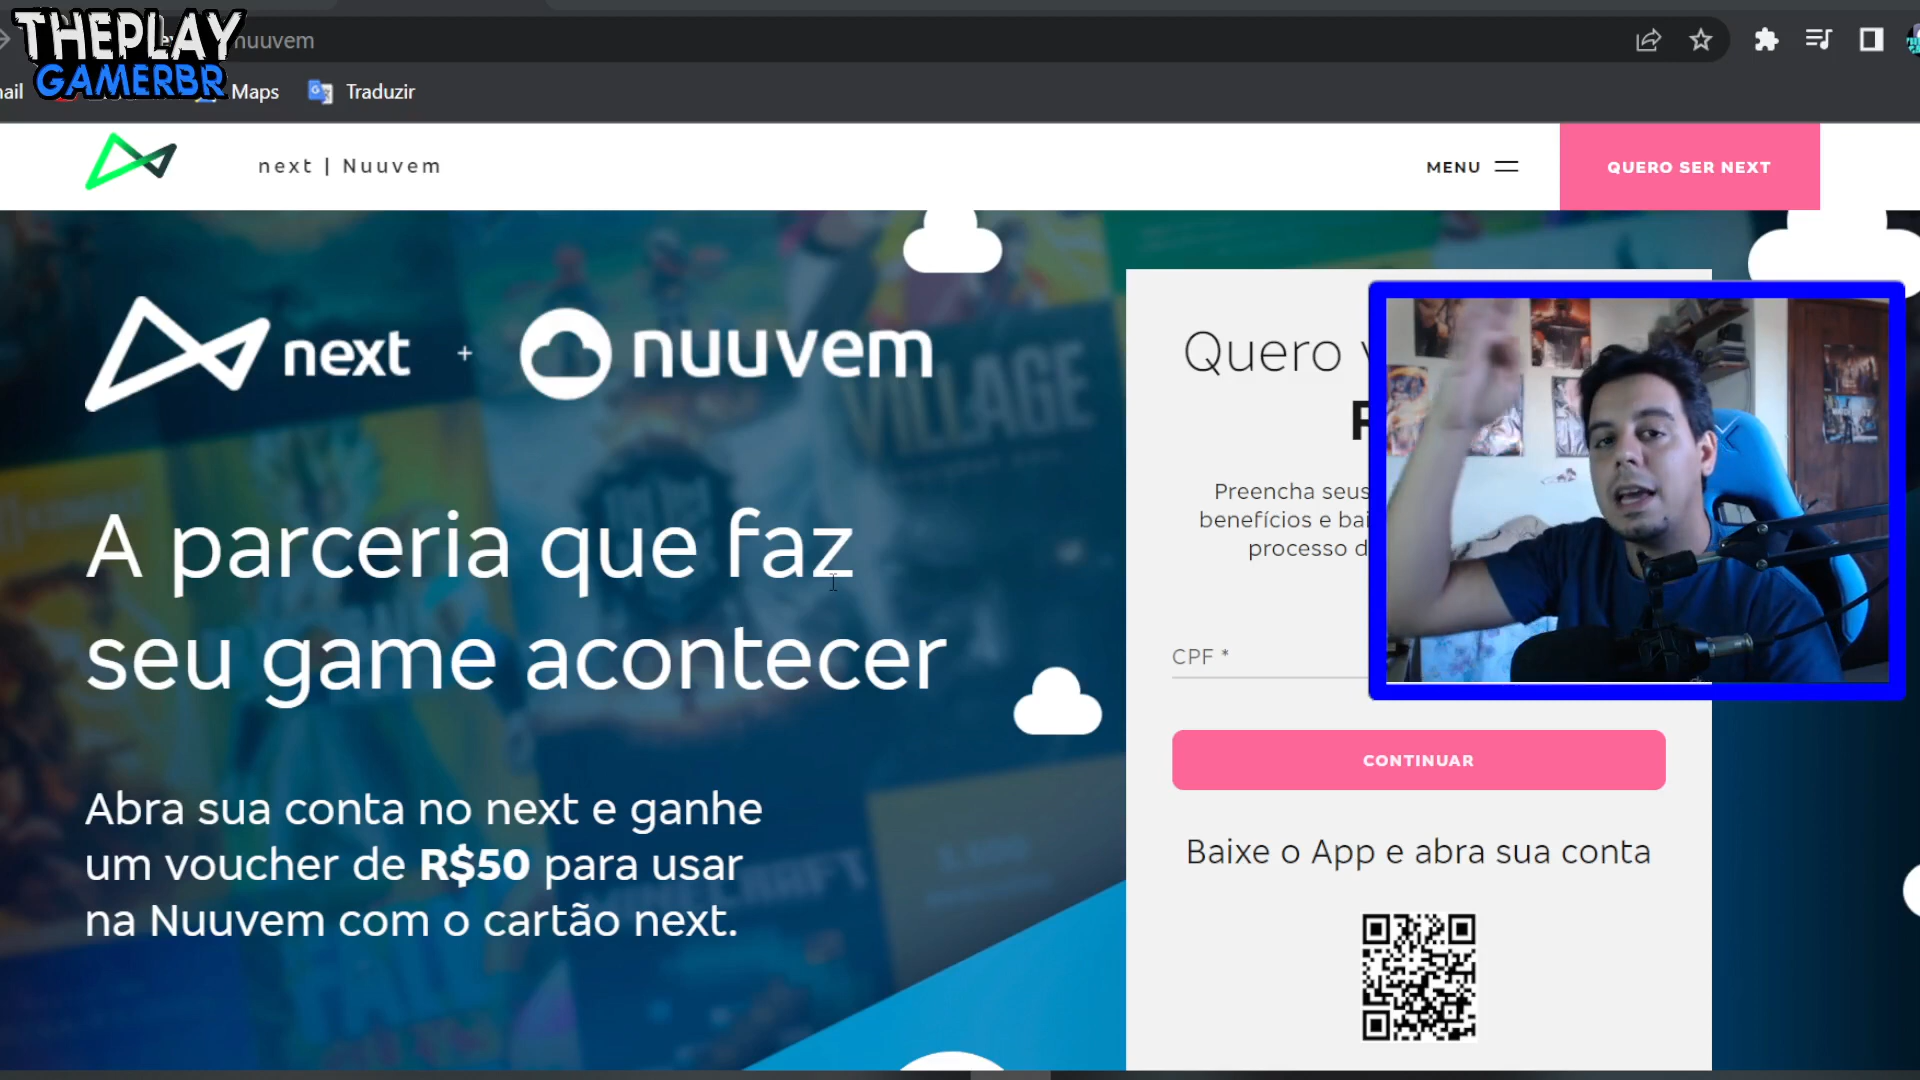 THEPLAY
GAMERBR
nuuvem
Maps
Traduzir
next | Nuuvem
MENU
QUERO SER NEXT
next + nuuvem
VILLAGE
Quero
A parceria que faz
seu game acontecer
Preencha seus
benefícios e
processo
CPF *
CONTINUAR
Abra sua conta no next e ganhe
um voucher de R$50 para usar
na Nuuvem com o cartão next.
Baixe o App e abra sua conta